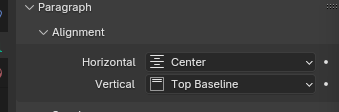 Paragraph
Alignment
Horizontal Center
Vertical Top Baseline